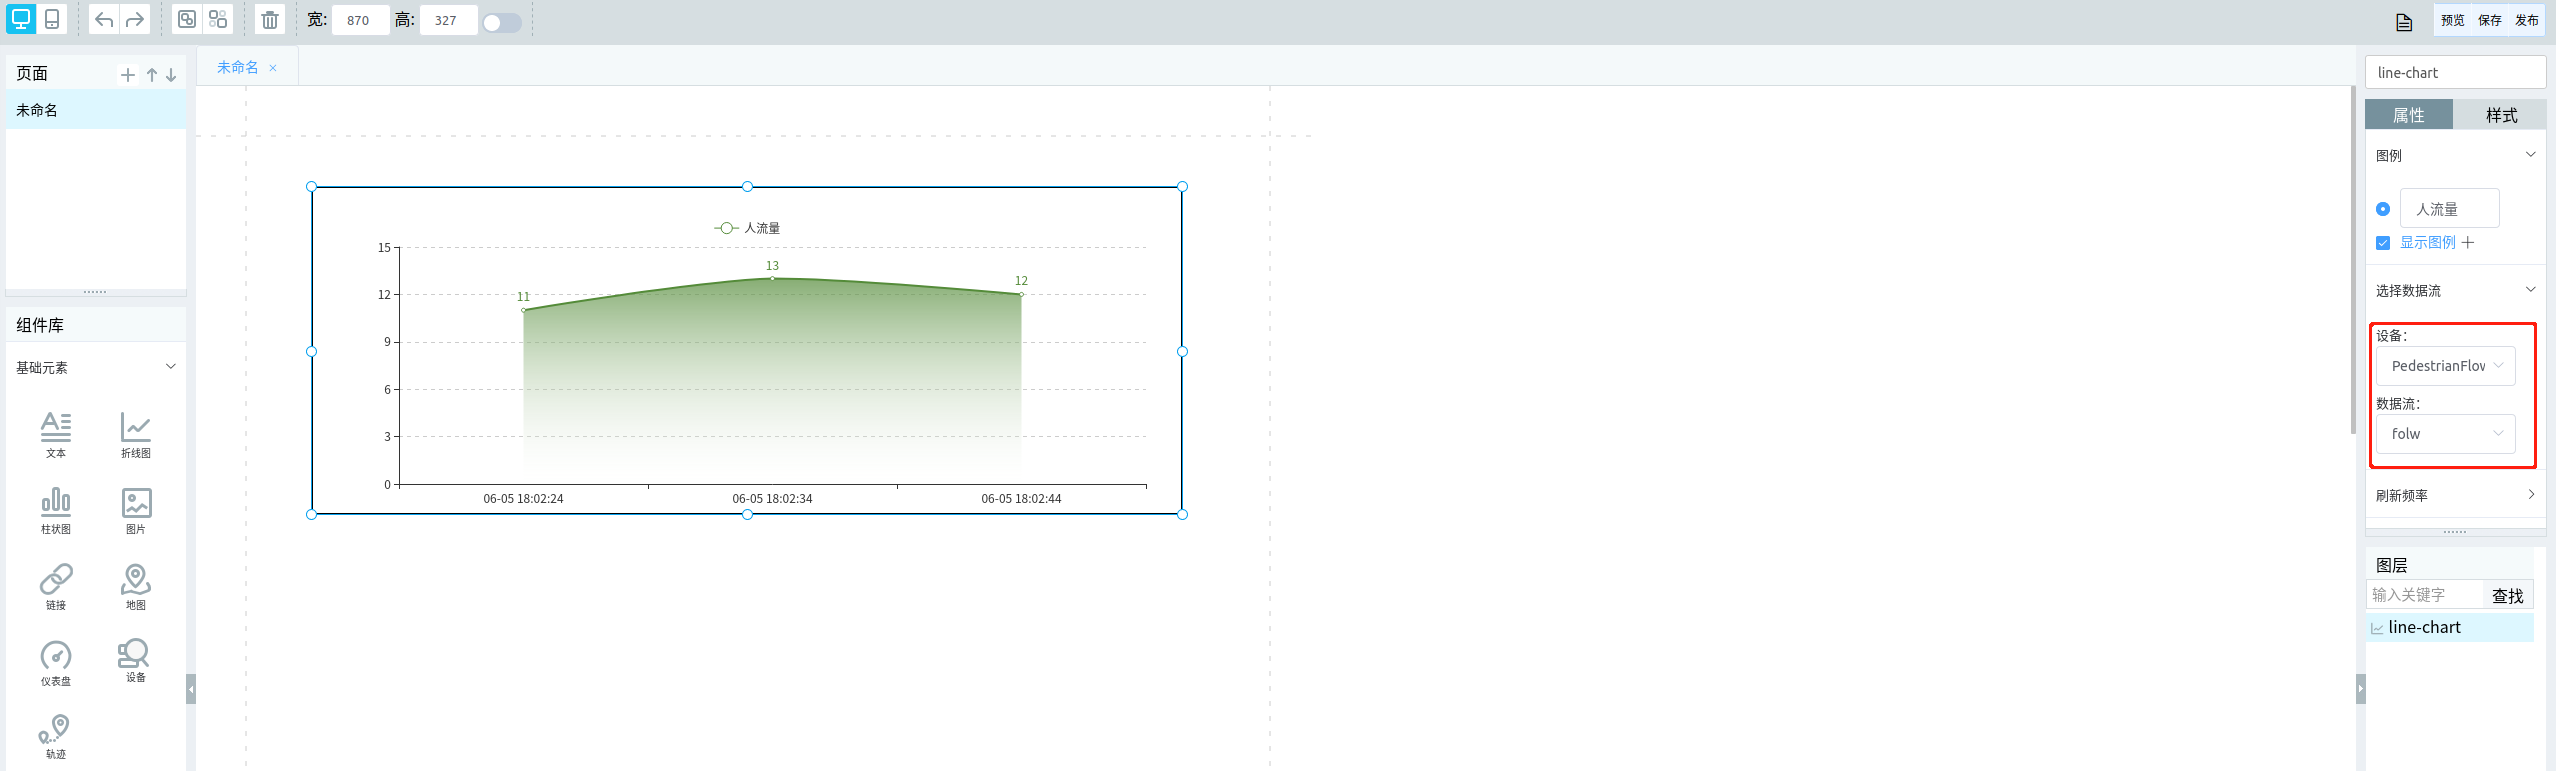 宽: 870 高: 327
预览 保存 发布
页面
未命名
组件库
基础元素
文本 折线图
柱状图 图片
链接 地图
仪表盘 设备
轨迹
未命名 ×
人流量
15
12
9
6
3
0
11
13
12
06-05 18:02:24 06-05 18:02:34 06-05 18:02:44
line-chart
属性 样式
图例
人流量
显示图例
选择数据流
设备:
PedestrianFlov
数据流:
folw
刷新频率
图层
输入关键字 查找
line-chart